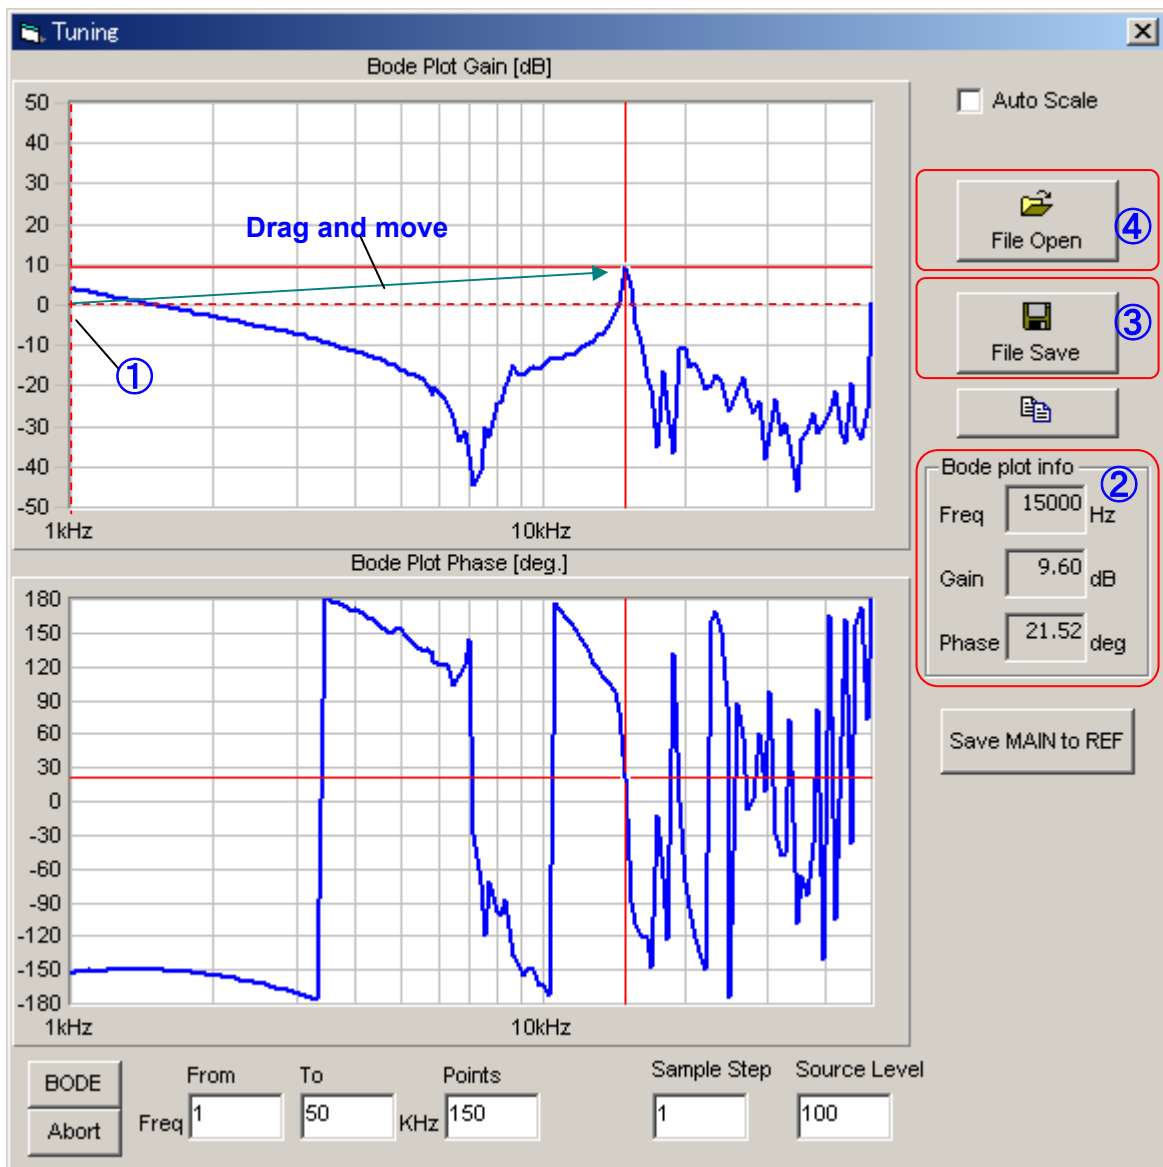 Tuning
Bode Plot Gain [dB]
50
40
30
20
10
0
-10
-20
-30
-40
-50
1kHz
10kHz
Drag and move
①
Auto Scale
File Open
④
File Save
③
Bode plot info
②
Freq 15000 Hz
Gain 9.60 dB
Phase 21.52 deg
Save MAIN to REF
Bode Plot Phase [deg.]
180
150
120
90
60
30
0
-30
-60
-90
-120
-150
-180
1kHz
10kHz
BODE
Abort
From To Points Sample Step Source Level
Freq 1 50 KHz 150 1 100